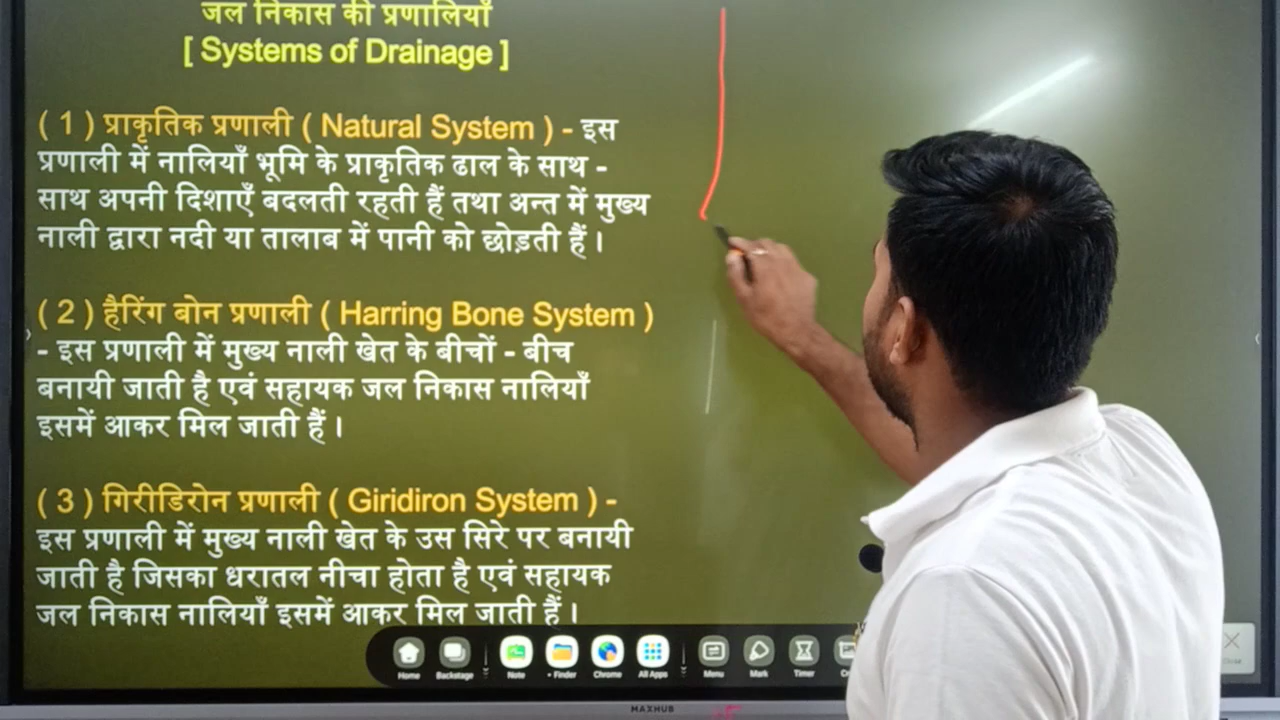 जल निकास की प्रणालियाँ
[ Systems of Drainage ]
( 1 ) प्राकृतिक प्रणाली ( Natural System ) - इस
प्रणाली में नालियाँ भूमि के प्राकृतिक ढाल के साथ -
साथ अपनी दिशाएँ बदलती रहती हैं तथा अन्त में मुख्य
नाली द्वारा नदी या तालाब में पानी को छोड़ती हैं ।
( 2 ) हैरिंग बोन प्रणाली ( Harring Bone System )
- इस प्रणाली में मुख्य नाली खेत के बीचों - बीच
बनायी जाती है एवं सहायक जल निकास नालियाँ
इसमें आकर मिल जाती हैं ।
( 3 ) गिरीडिरोन प्रणाली ( Giridiron System ) -
इस प्रणाली में मुख्य नाली खेत के उस सिरे पर बनायी
जाती है जिसका धरातल नीचा होता है एवं सहायक
जल निकास नालियाँ इसमें आकर मिल जाती हैं ।
Home Backstage Note Finder Chrome All Apps Menu Mark Timer
Close
MAXHUB